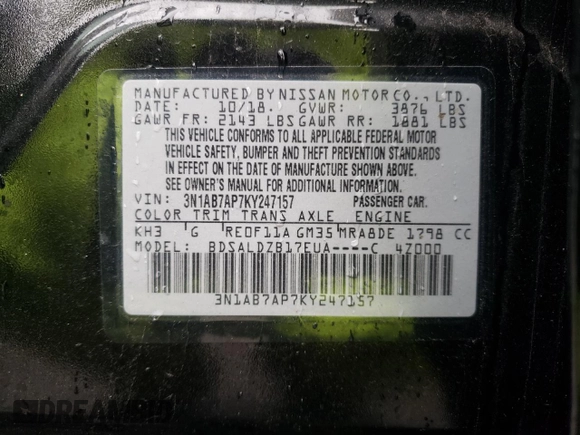 MANUFACTURED BY NISSAN MOTOR CO., LTD.
DATE: 10/18. GVWR: 3876 LBS
GAWR FR: 2143 LBS GAWR RR: 1881 LBS
THIS VEHICLE CONFORMS TO ALL APPLICABLE FEDERAL MOTOR
VEHICLE SAFETY, BUMPER AND THEFT PREVENTION STANDARDS
IN EFFECT ON THE DATE OF MANUFACTURE SHOWN ABOVE.
SEE OWNER'S MANUAL FOR ADDITIONAL INFORMATION.
VIN: 3N1AB7AP7KY247157 PASSENGER CAR.
COLOR TRIM TRANS AXLE ENGINE
KH3 G RE0F11A GM35 MRA8DE 1798 CC
MODEL: BDSALDZB17EUA----C 4Z000
3N1AB7AP7KY247157
DREAMBID